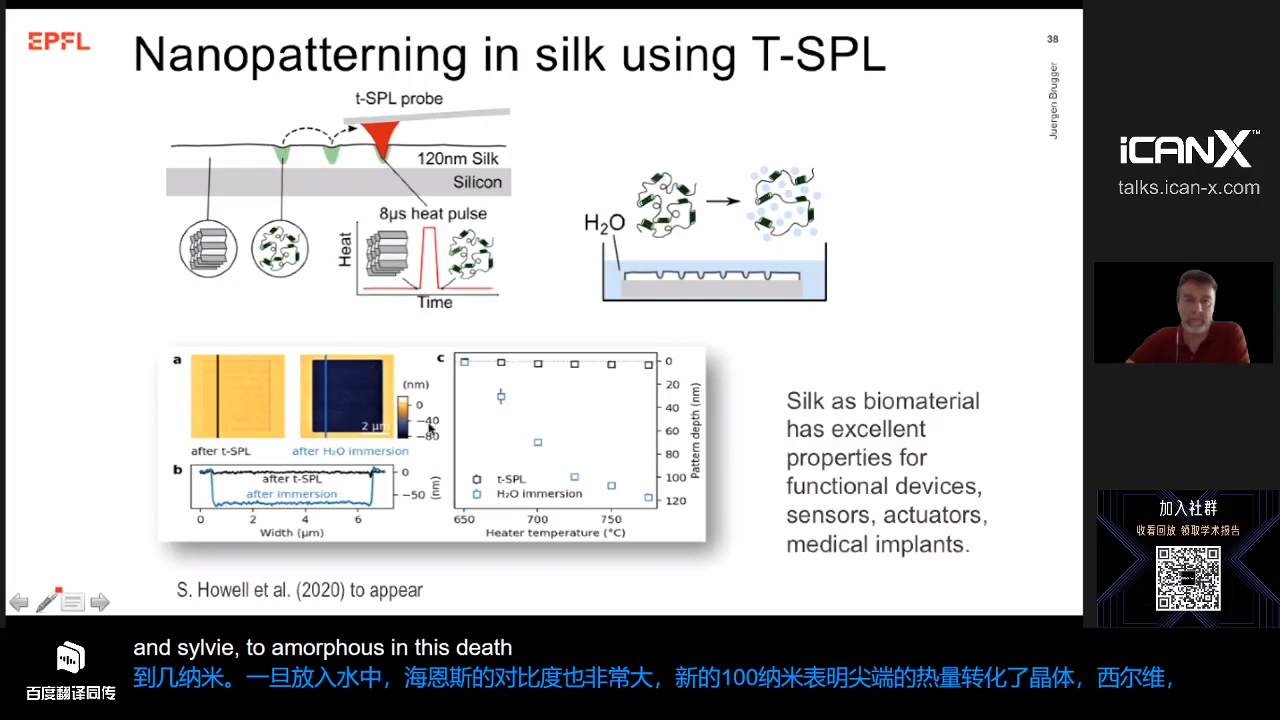 EPFL
Nanopatterning in silk using T-SPL
38
Juergen Brugger
t-SPL probe
120nm Silk
Silicon
8µs heat pulse
Heat
Time
H₂O
a
(nm)
0
−40
−80
2 µm
after t-SPL
after H₂O immersion
b
after t-SPL
after immersion
0
−50
(nm)
0 2 4 6
Width (µm)
c
0
20
40
60
80
100
120
Pattern depth (nm)
t-SPL
H₂O immersion
650 700 750
Heater temperature (°C)
Silk as biomaterial
has excellent
properties for
functional devices,
sensors, actuators,
medical implants.
S. Howell et al. (2020) to appear
iCANX™
talks.ican-x.com
加入社群
收看回放 领取学术报告
百度翻译同传
and sylvie, to amorphous in this death
到几纳米。一旦放入水中，海恩斯的对比度也非常大，新的100纳米表明尖端的热量转化了晶体，西尔维，